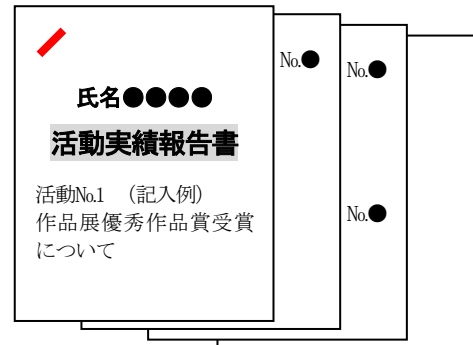 氏名●●●●
活動実績報告書
活動№1 （記入例）
作品展優秀作品賞受賞
について
№●
№●
№●